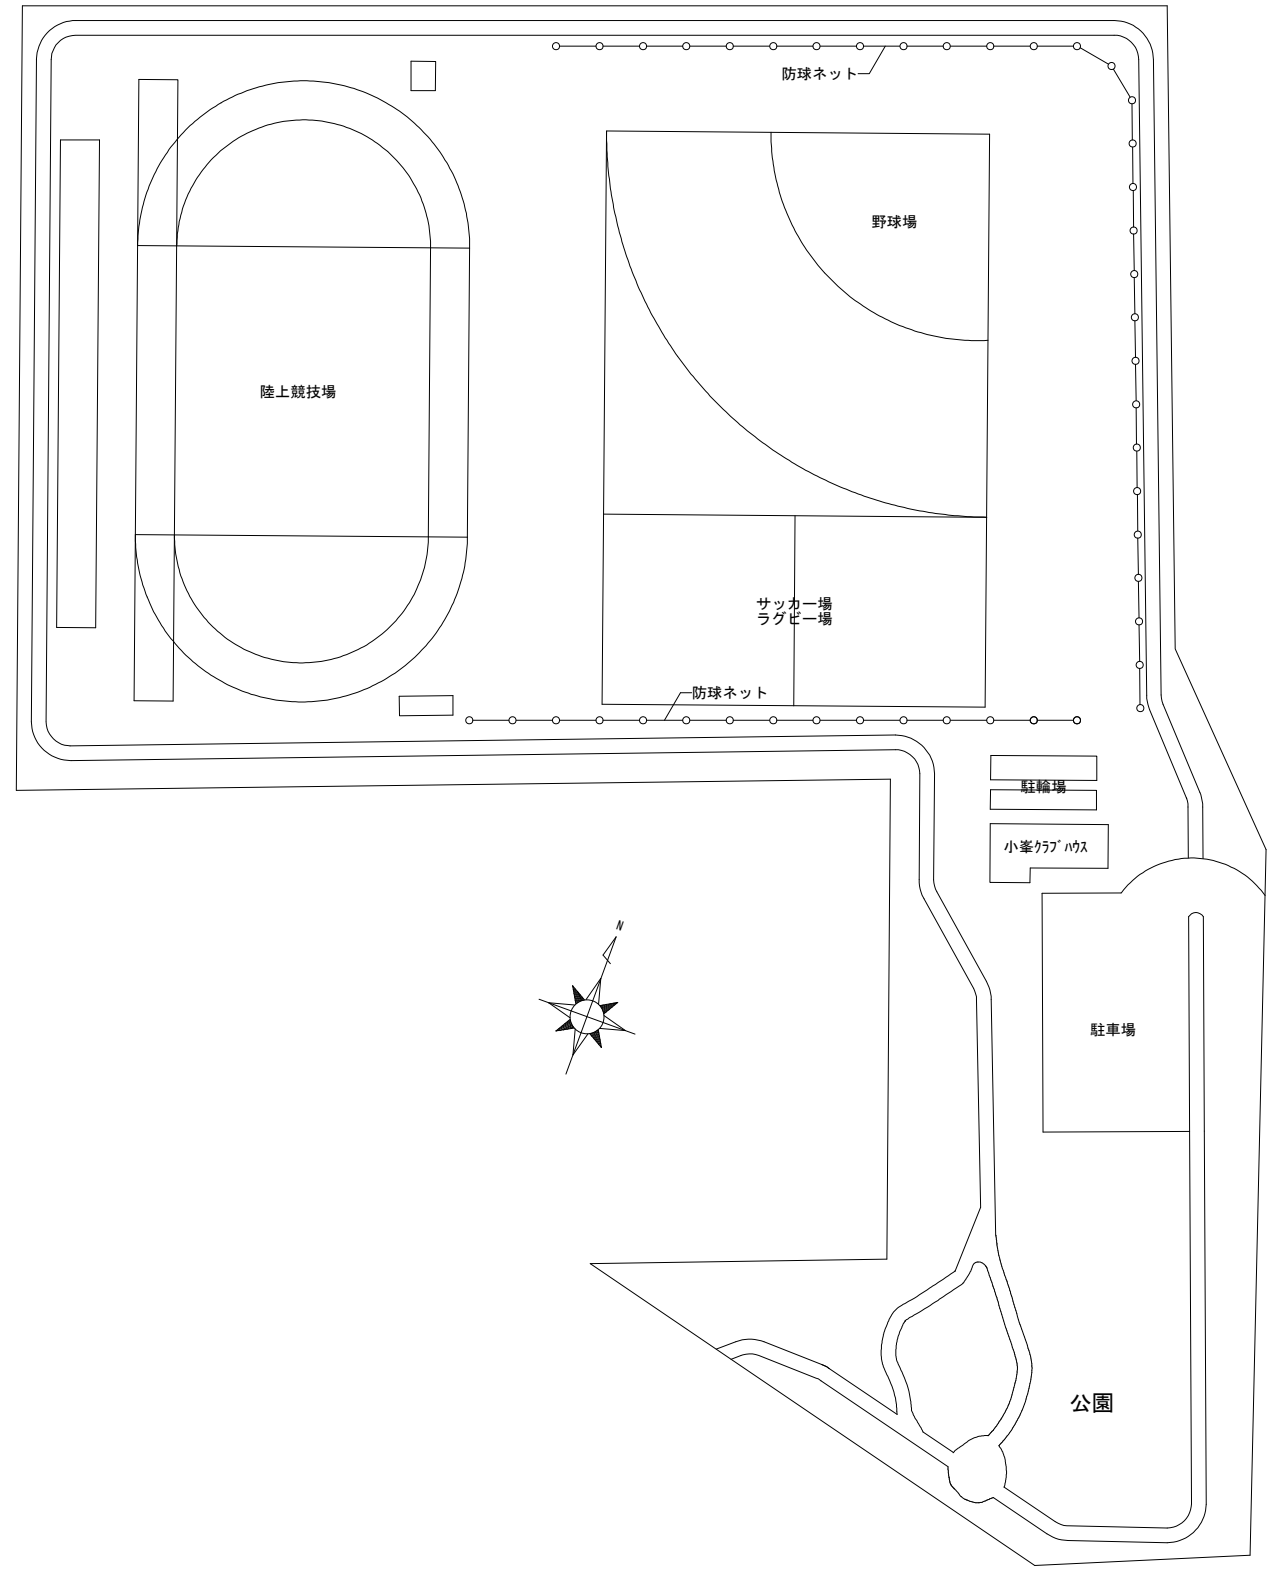 防球ネット
野球場
陸上競技場
サッカー場
ラグビー場
防球ネット
駐輪場
小峯クラブハウス
N
駐車場
公園